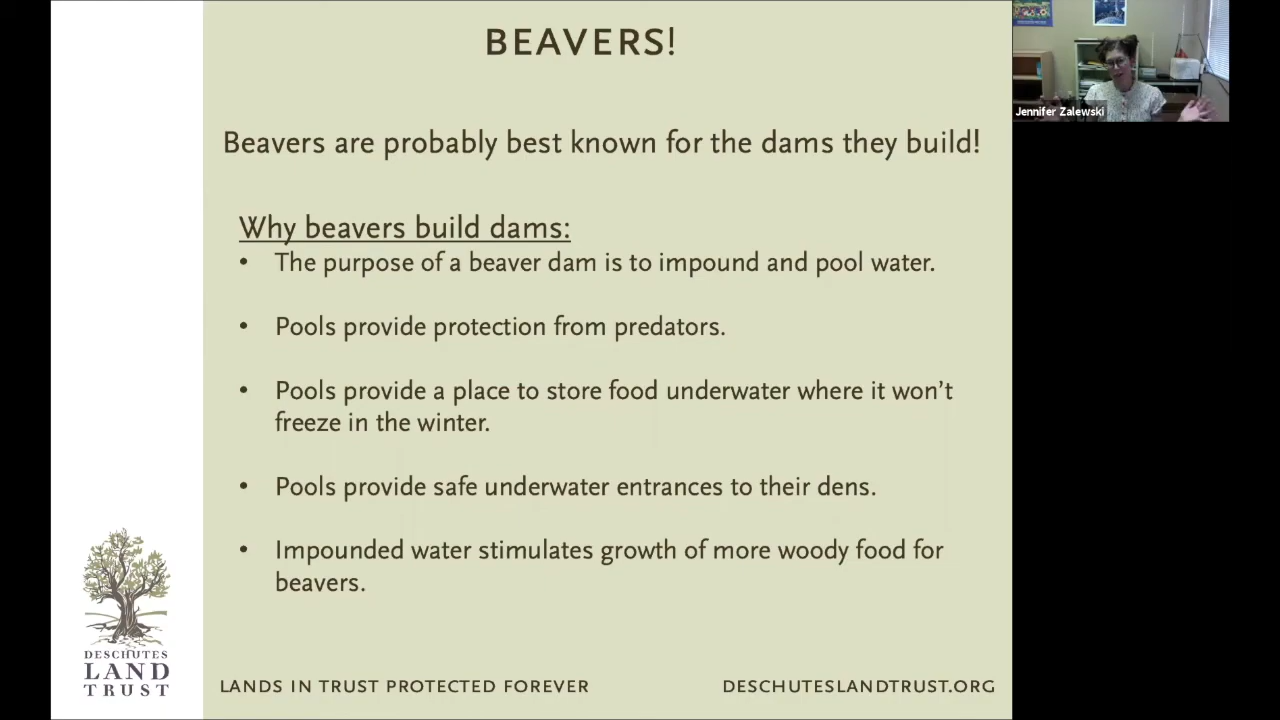 BEAVERS!
Jennifer Zalewski
Beavers are probably best known for the dams they build!
Why beavers build dams:
• The purpose of a beaver dam is to impound and pool water.
• Pools provide protection from predators.
• Pools provide a place to store food underwater where it won’t
freeze in the winter.
• Pools provide safe underwater entrances to their dens.
• Impounded water stimulates growth of more woody food for
beavers.
DESCHUTES
LAND
TRUST
LANDS IN TRUST PROTECTED FOREVER
DESCHUTESLANDTRUST.ORG